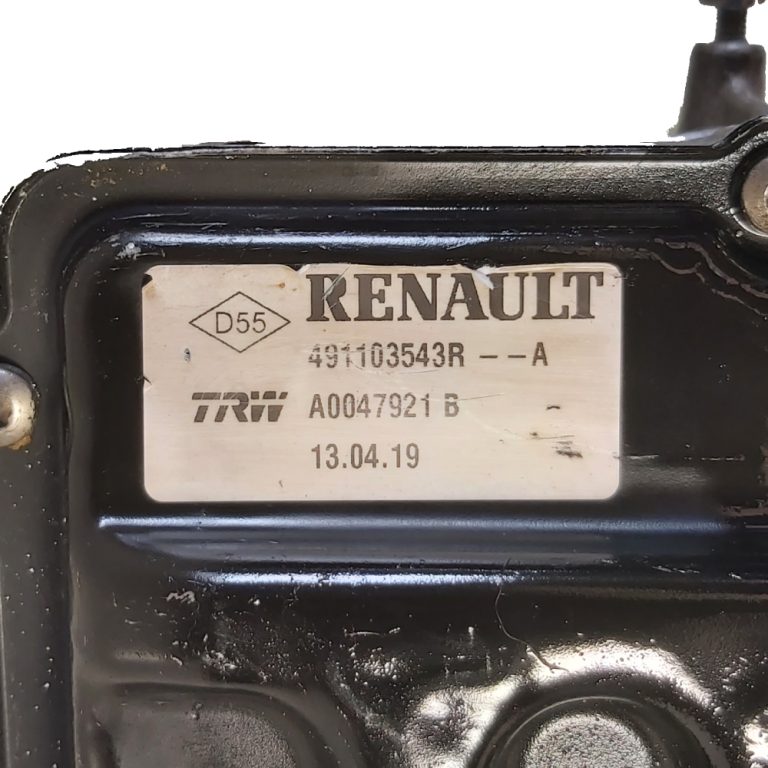 RENAULT
D55
491103543R - - A
TRW A0047921 B
13.04.19